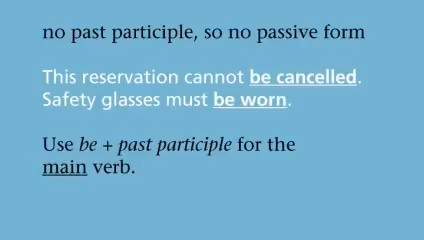 no past participle, so no passive form
This reservation cannot be cancelled.
Safety glasses must be worn.
Use be + past participle for the
main verb.